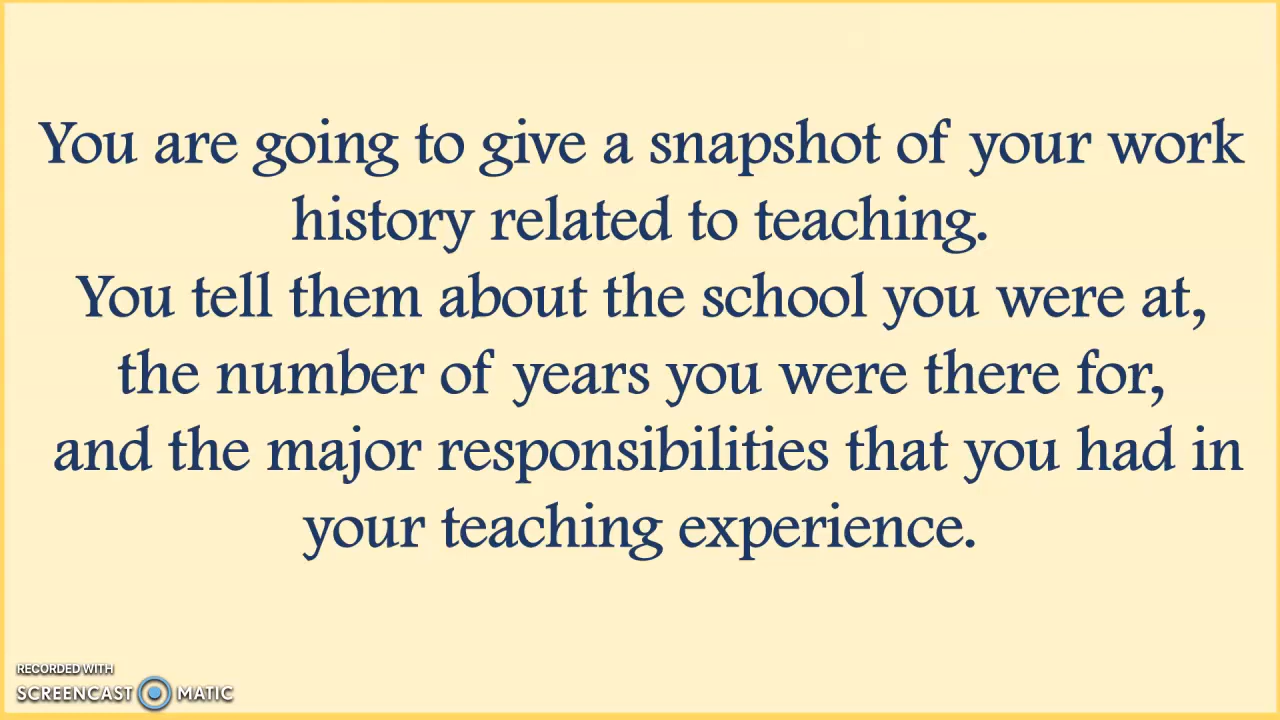 You are going to give a snapshot of your work
history related to teaching.
You tell them about the school you were at,
the number of years you were there for,
and the major responsibilities that you had in
your teaching experience.
RECORDED WITH
SCREENCAST MATIC